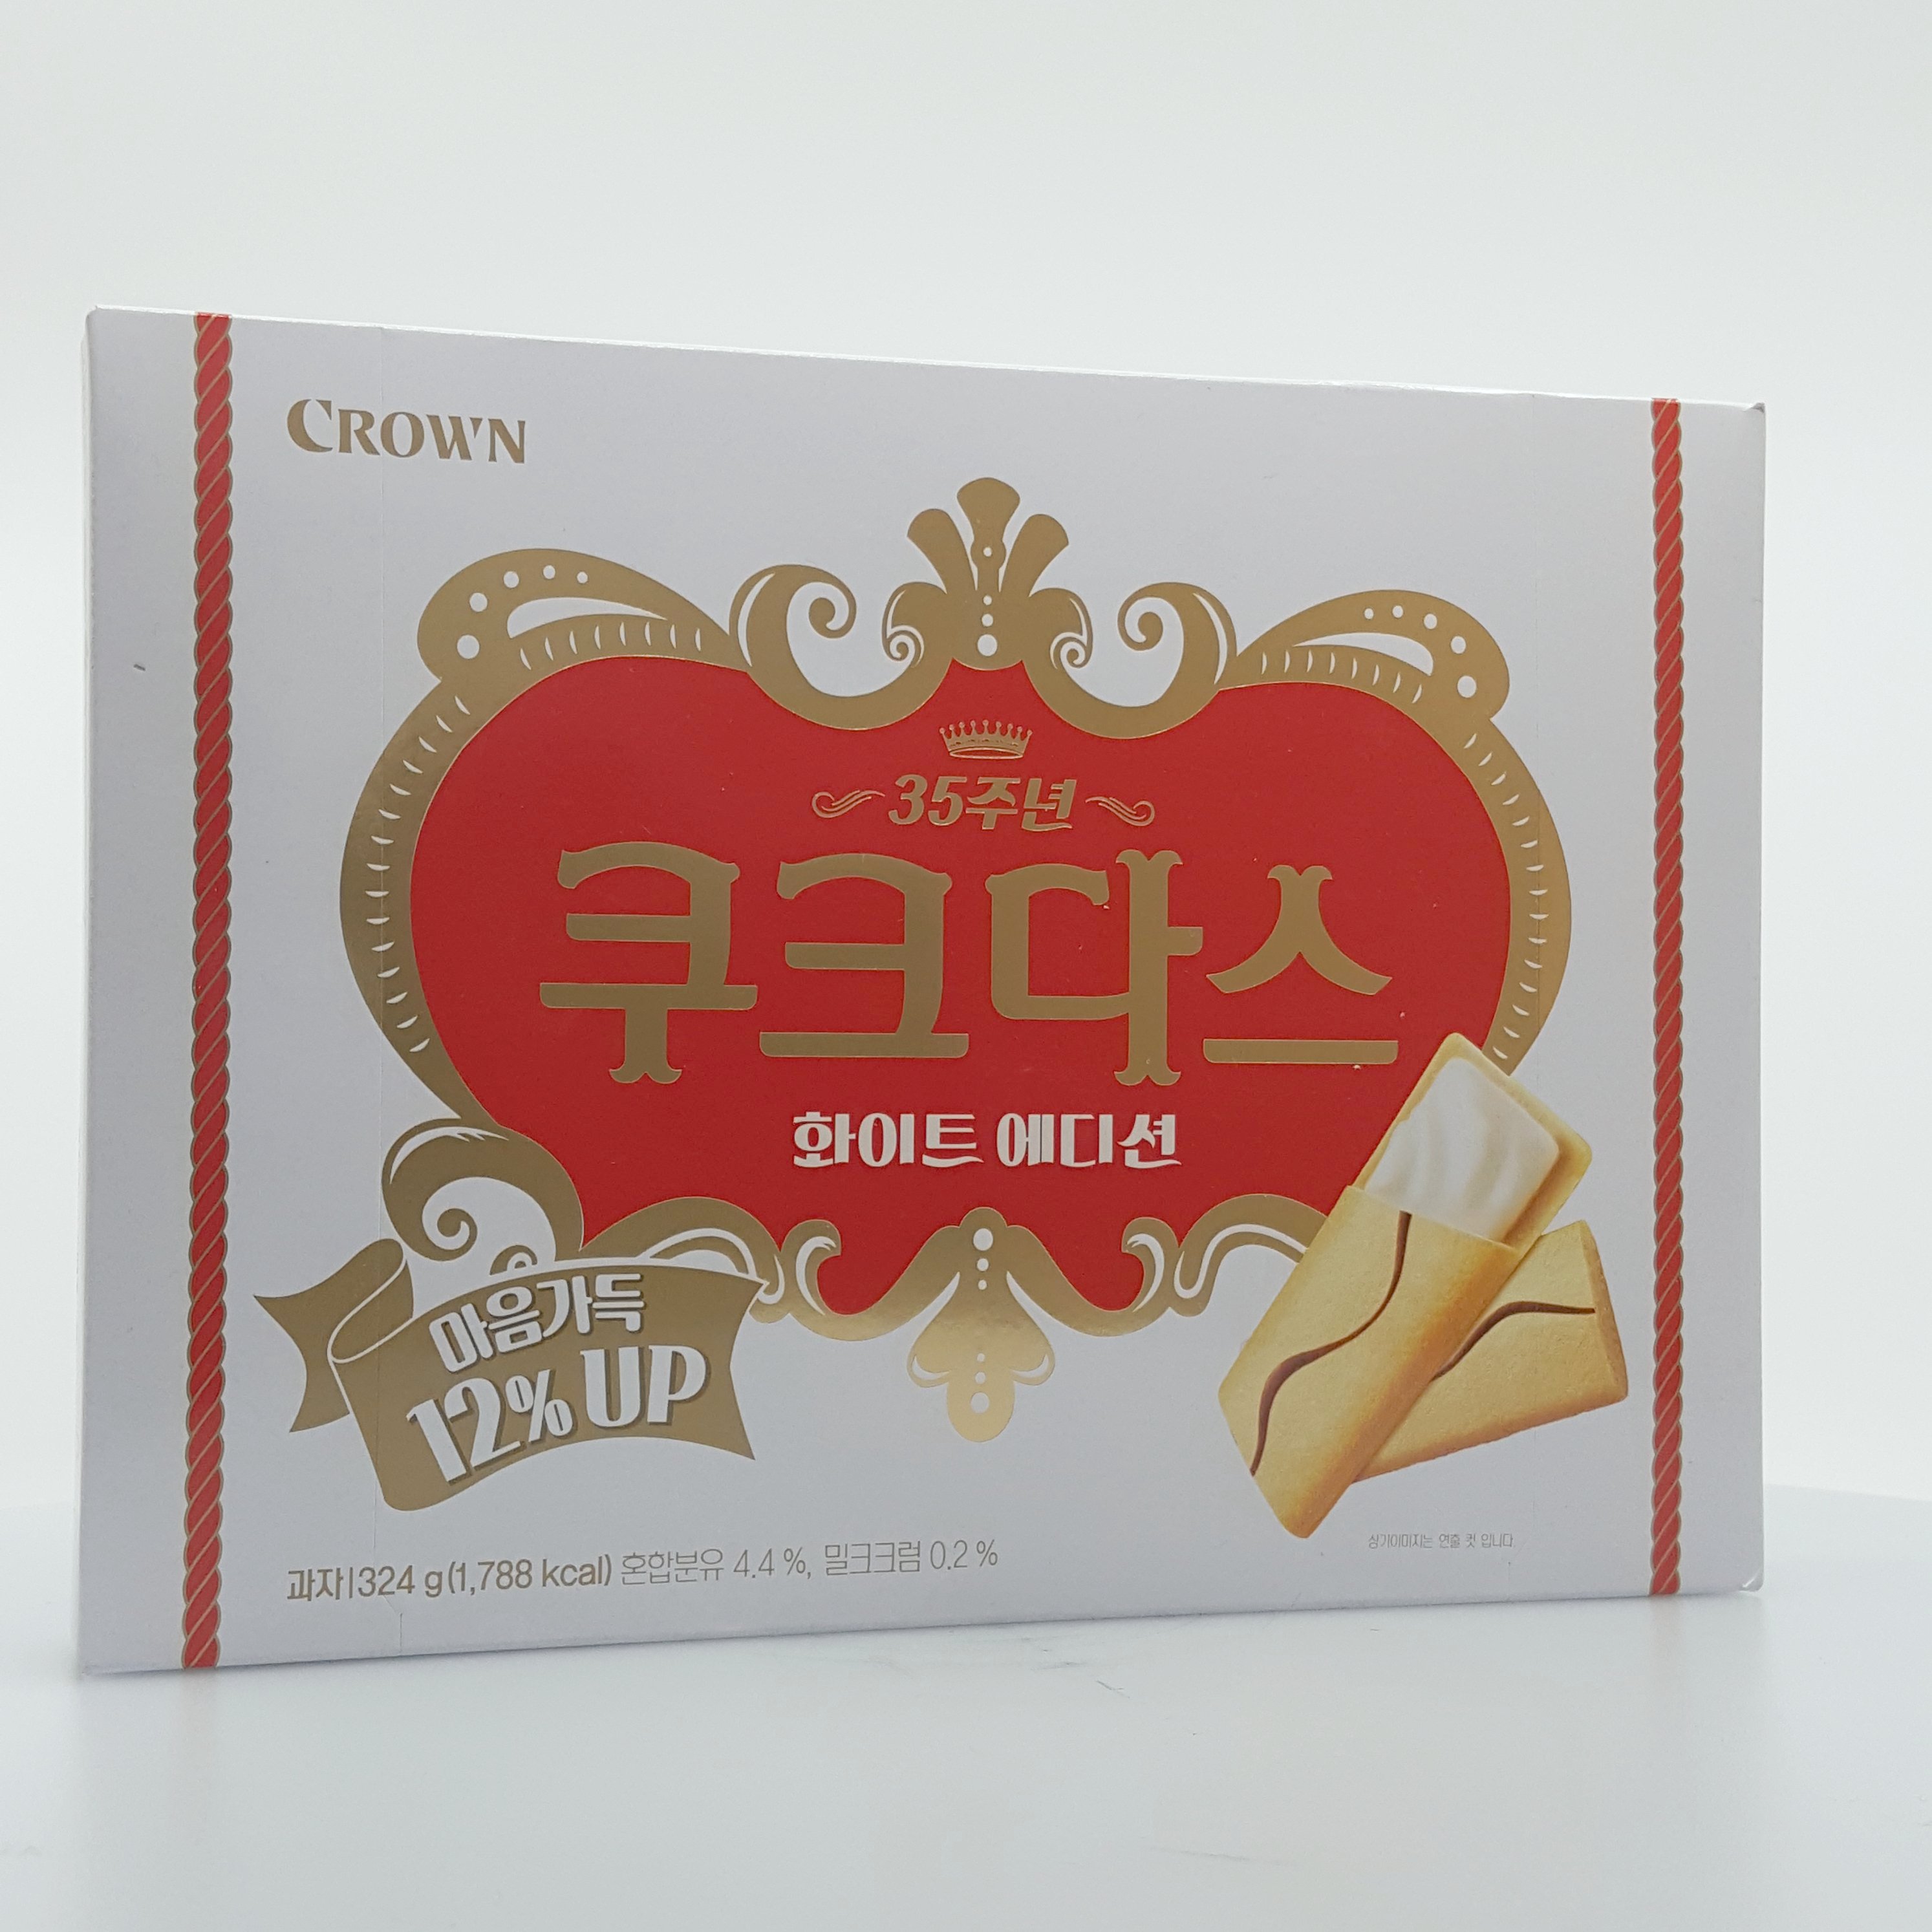 CROWN
35주년
쿠크다스
화이트 에디션
마음가득
12% UP
과자|324 g(1,788 kcal) 혼합분유 4.4 %, 밀크크럼 0.2 %
상기이미지는 연출 컷 입니다